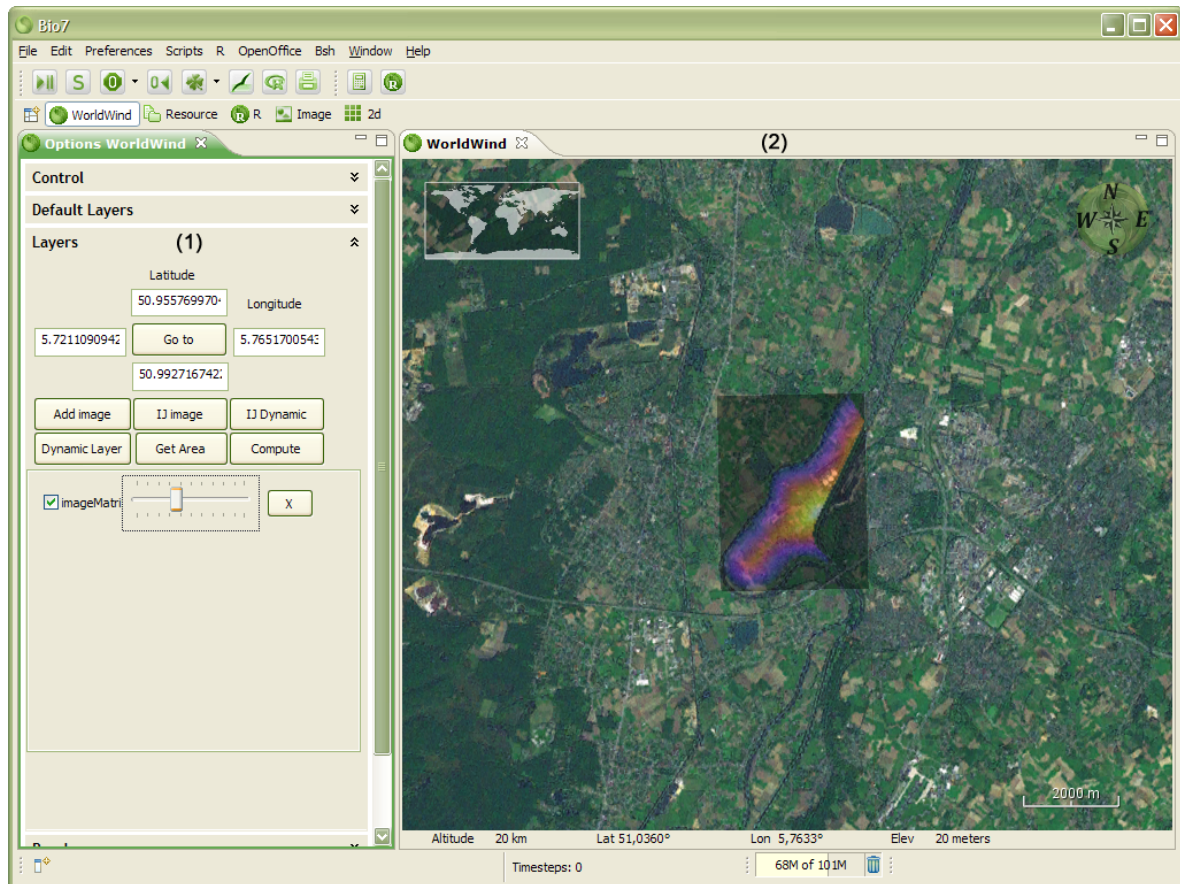 Bio7
File Edit Preferences Scripts R OpenOffice Bsh Window Help
S 0 0 R
WorldWind Resource R R Image 2d
Options WorldWind X
Control
Default Layers
Layers (1)
Latitude
50.955769970
Longitude
5.7211090942
Go to
5.765170054
50.992716742
Add image IJ image IJ Dynamic
Dynamic Layer Get Area Compute
imageMatri
X
WorldWind (2)
N
W E
S
2000 m
Altitude 20 km Lat 51,0360° Lon 5,7633° Elev 20 meters
Timesteps: 0 68M of 101M